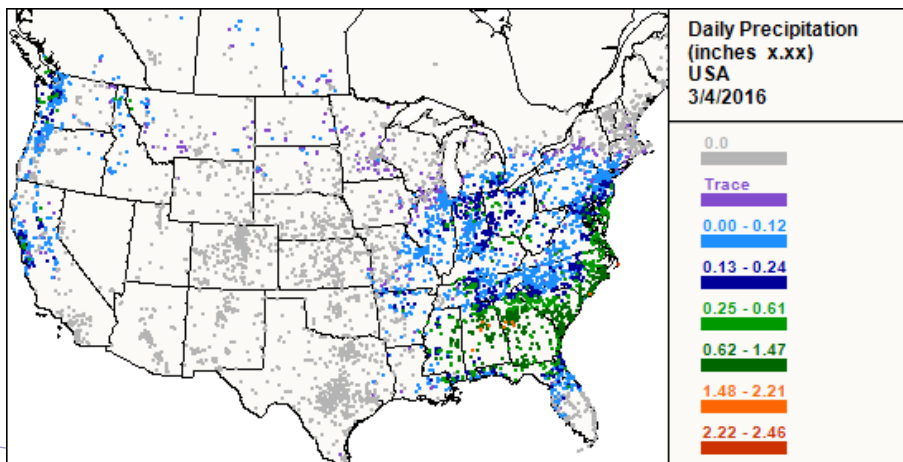 Daily Precipitation
(inches x.xx)
USA
3/4/2016
0.0
Trace
0.00 - 0.12
0.13 - 0.24
0.25 - 0.61
0.62 - 1.47
1.48 - 2.21
2.22 - 2.46